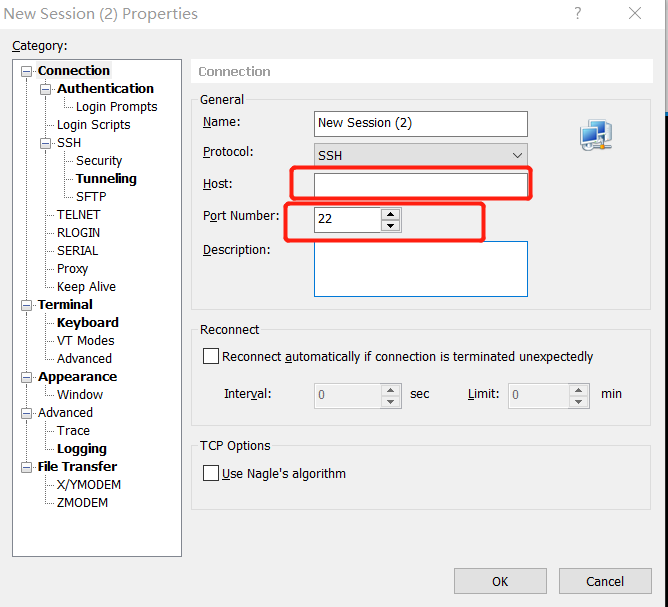 New Session (2) Properties
?
Category:
Connection
Authentication
Login Prompts
Login Scripts
SSH
Security
Tunneling
SFTP
TELNET
RLOGIN
SERIAL
Proxy
Keep Alive
Terminal
Keyboard
VT Modes
Advanced
Appearance
Window
Advanced
Trace
Logging
File Transfer
X/YMODEM
ZMODEM
Connection
General
Name: New Session (2)
Protocol: SSH
Host:
Port Number: 22
Description:
Reconnect
Reconnect automatically if connection is terminated unexpectedly
Interval: 0 sec Limit: 0 min
TCP Options
Use Nagle's algorithm
OK Cancel